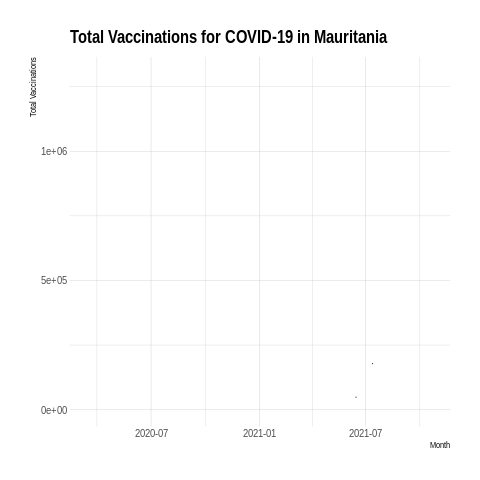 Total Vaccinations for COVID-19 in Mauritania
Total Vaccinations
1e+06
5e+05
0e+00
2020-07
2021-01
2021-07
Month